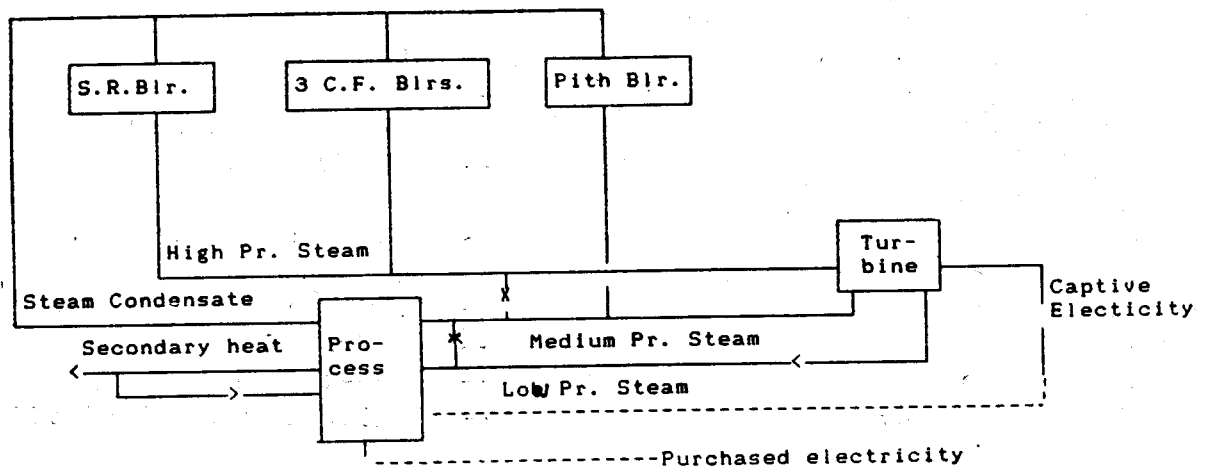 S.R.Blr.
3 C.F. Blrs.
Pith Blr.
High Pr. Steam
Tur-
bine
Steam Condensate
Captive
Electicity
Secondary heat
Pro-
cess
Medium Pr. Steam
Low Pr. Steam
Purchased electricity